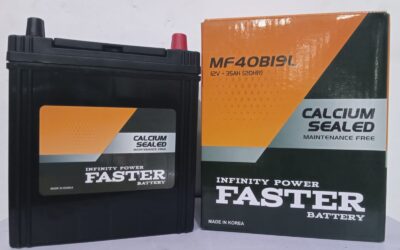 CALCIUM
SEALED
MAINTENANCE FREE
INFINITY POWER
FASTER
BATTERY
MADE IN KOREA
MF40B19L
12V - 35AH (20HR)
CALCIUM
SEALED
MAINTENANCE FREE
INFINITY POWER
FASTER
BATTERY
MADE IN KOREA